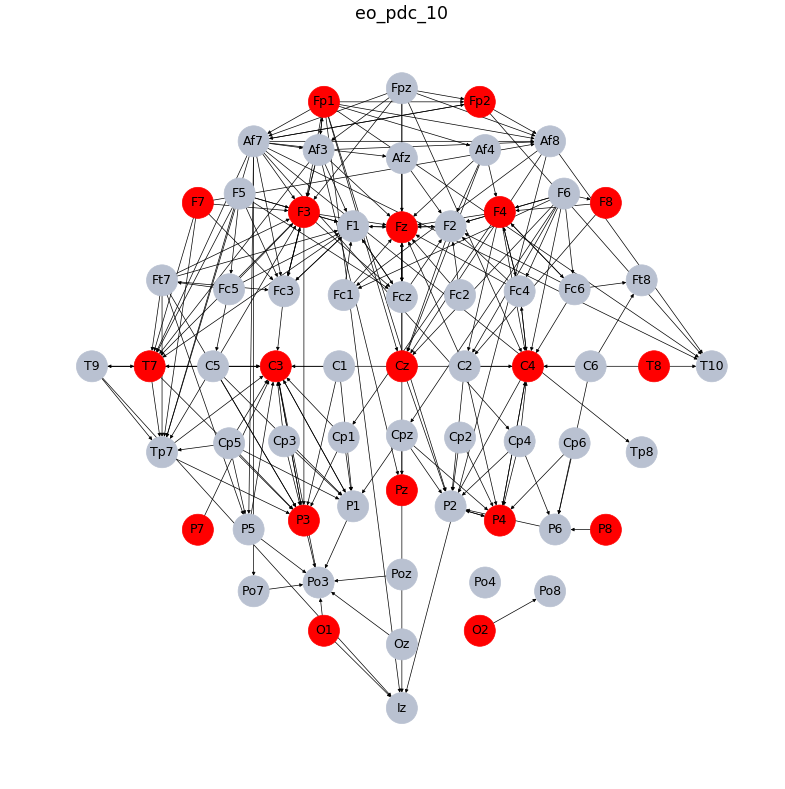 eo_pdc_10
Fpz
Fp1 Fp2
Af7 Af3 Afz Af4 Af8
F7 F5 F3 F1 Fz F2 F4 F6 F8
Ft7 Fc5 Fc3 Fc1 Fcz Fc2 Fc4 Fc6 Ft8
T9 T7 C5 C3 C1 Cz C2 C4 C6 T8 T10
Tp7 Cp5 Cp3 Cp1 Cpz Cp2 Cp4 Cp6 Tp8
Pz
P7 P5 P3 P1 P2 P4 P6 P8
Po7 Po3 Poz Po4 Po8
O1 Oz O2
Iz